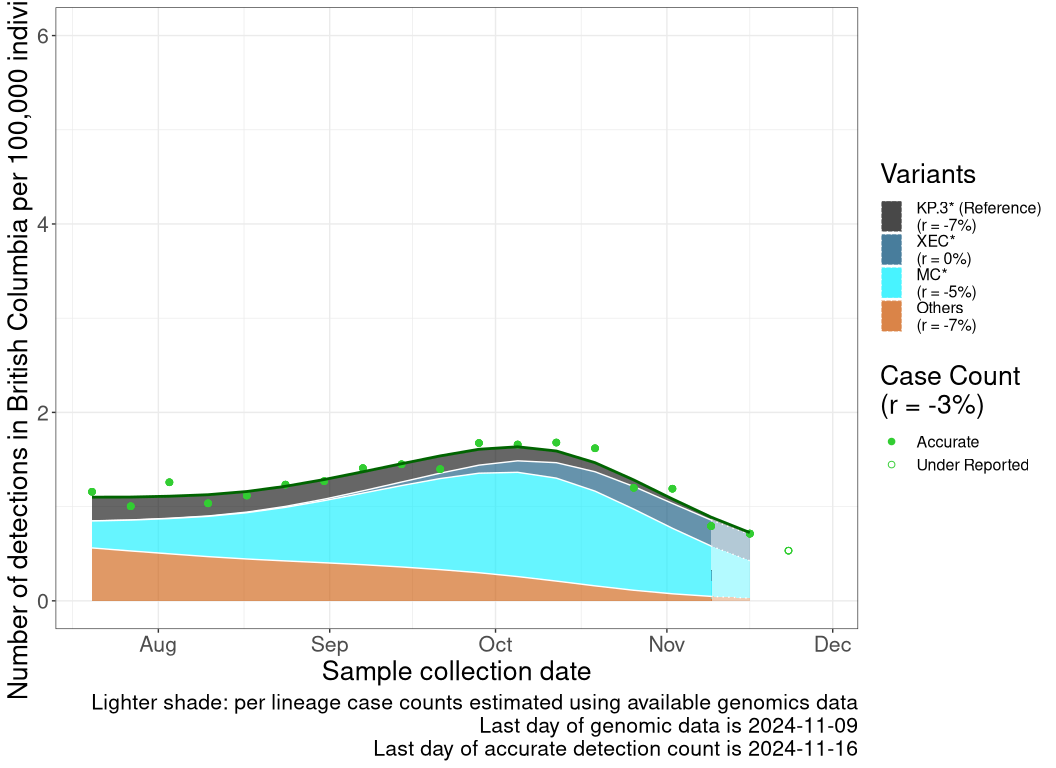 Number of detections in British Columbia per 100,000
6
4
2
0
Aug Sep Oct Nov Dec
Sample collection date
Lighter shade: per lineage case counts estimated using available genomics data
Last day of genomic data is 2024-11-09
Last day of accurate detection count is 2024-11-16
Variants
KP.3* (Reference)
(r = -7%)
XEC*
(r = 0%)
MC*
(r = -5%)
Others
(r = -7%)
Case Count
(r = -3%)
Accurate
Under Reported